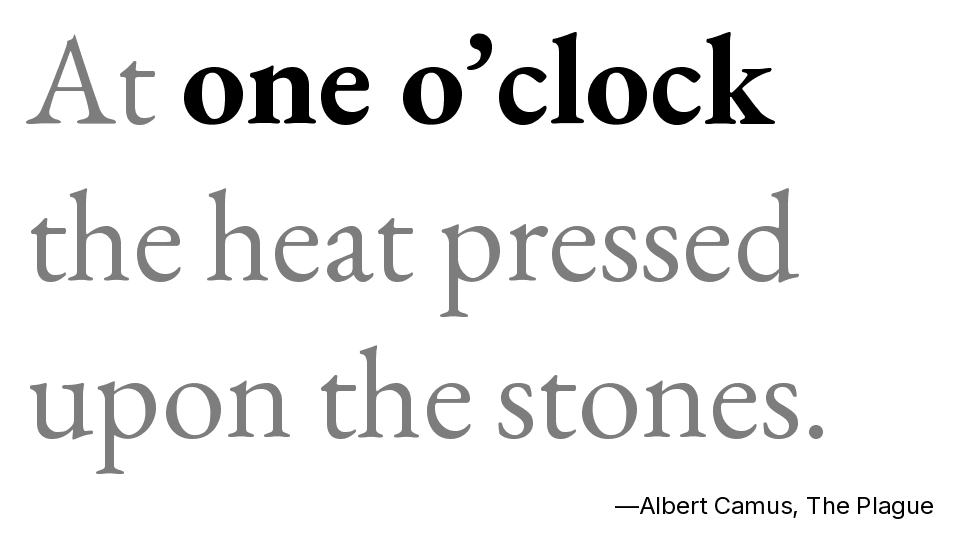 At one o’clock
the heat pressed
upon the stones.
—Albert Camus, The Plague